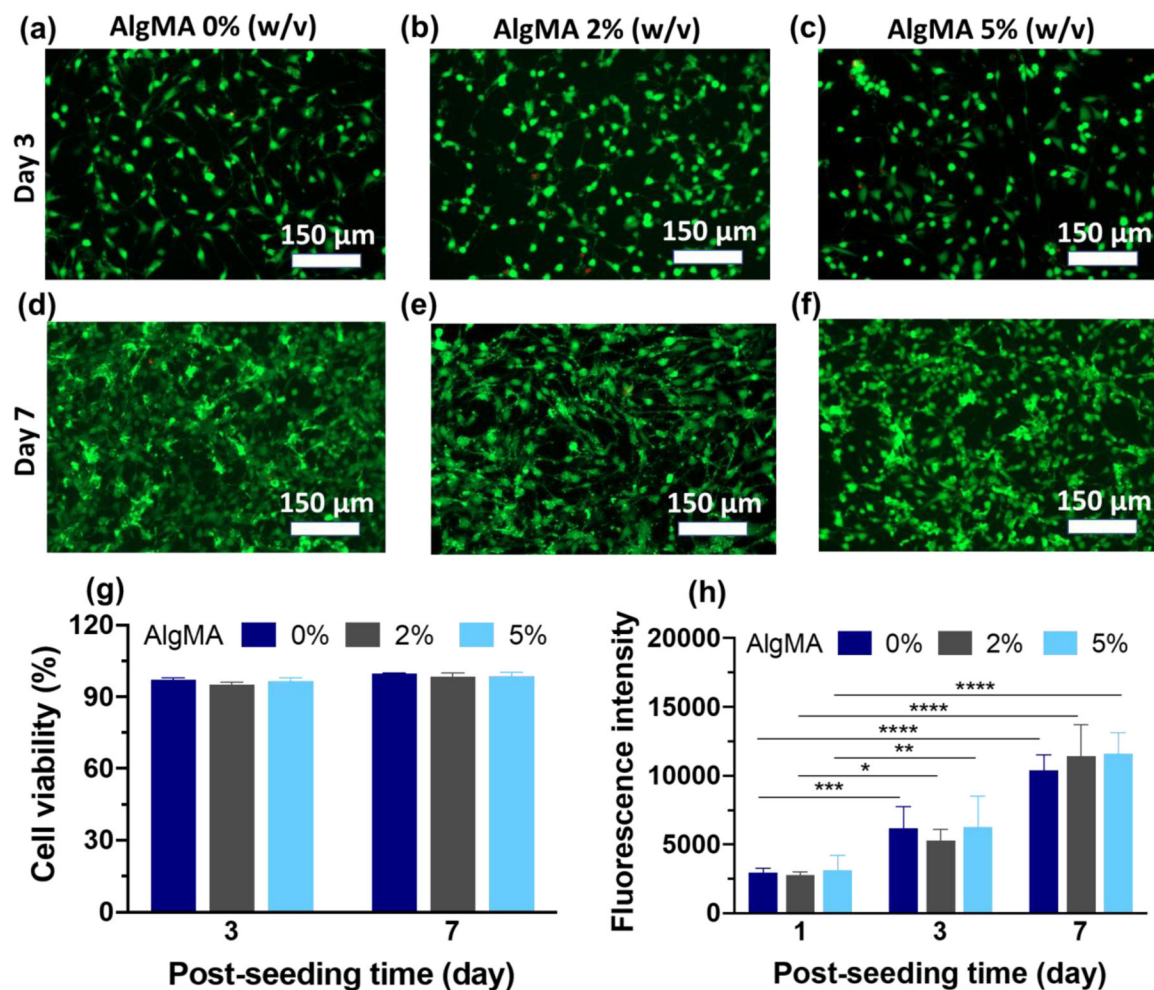 (a) AlgMA 0% (w/v) (b) AlgMA 2% (w/v) (c) AlgMA 5% (w/v)
Day 3
150 μm 150 μm 150 μm
(d) (e) (f)
Day 7
150 μm 150 μm 150 μm
(g)
120
AlgMA 0% 2% 5%
90
60
30
0
Cell viability (%)
3 7
Post-seeding time (day)
(h)
20000
AlgMA 0% 2% 5%
15000
10000
5000
0
Fluorescence intensity
****
****
****
**
*
***
1 3 7
Post-seeding time (day)